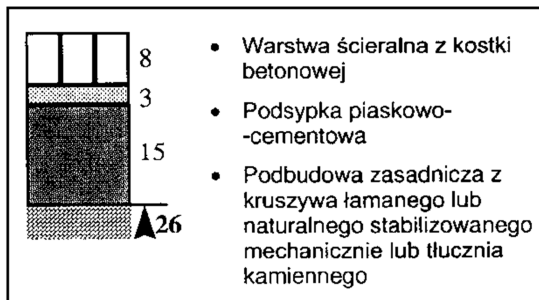 8
3
15
26
• Warstwa ścieralna z kostki
betonowej
• Podsypka piaskowo-
-cementowa
• Podbudowa zasadnicza z
kruszywa łamanego lub
naturalnego stabilizowanego
mechanicznie lub tłucznia
kamiennego